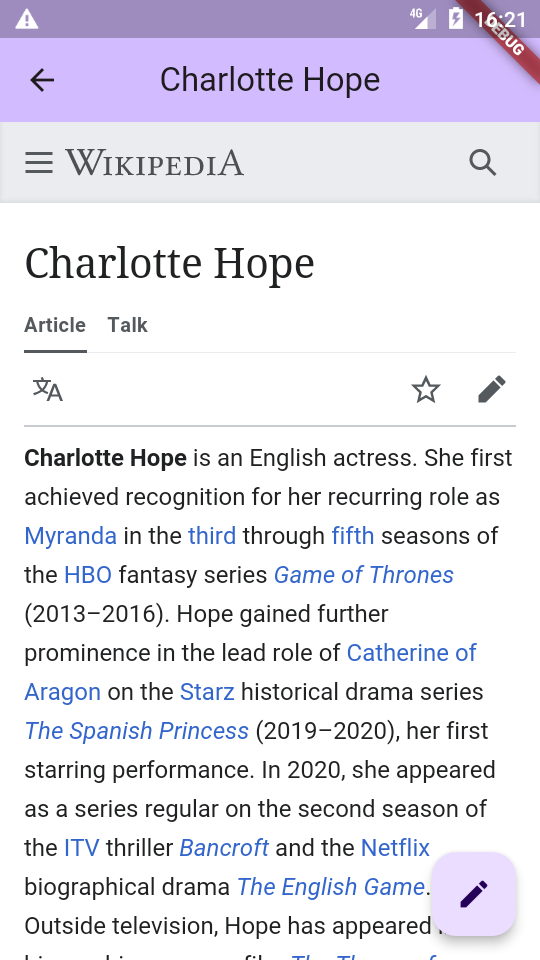 4G 16:21
DEBUG
Charlotte Hope
WIKIPEDIA
Charlotte Hope
Article Talk
文A
Charlotte Hope is an English actress. She first
achieved recognition for her recurring role as
Myranda in the third through fifth seasons of
the HBO fantasy series Game of Thrones
(2013–2016). Hope gained further
prominence in the lead role of Catherine of
Aragon on the Starz historical drama series
The Spanish Princess (2019–2020), her first
starring performance. In 2020, she appeared
as a series regular on the second season of
the ITV thriller Bancroft and the Netflix
biographical drama The English Game.
Outside television, Hope has appeared